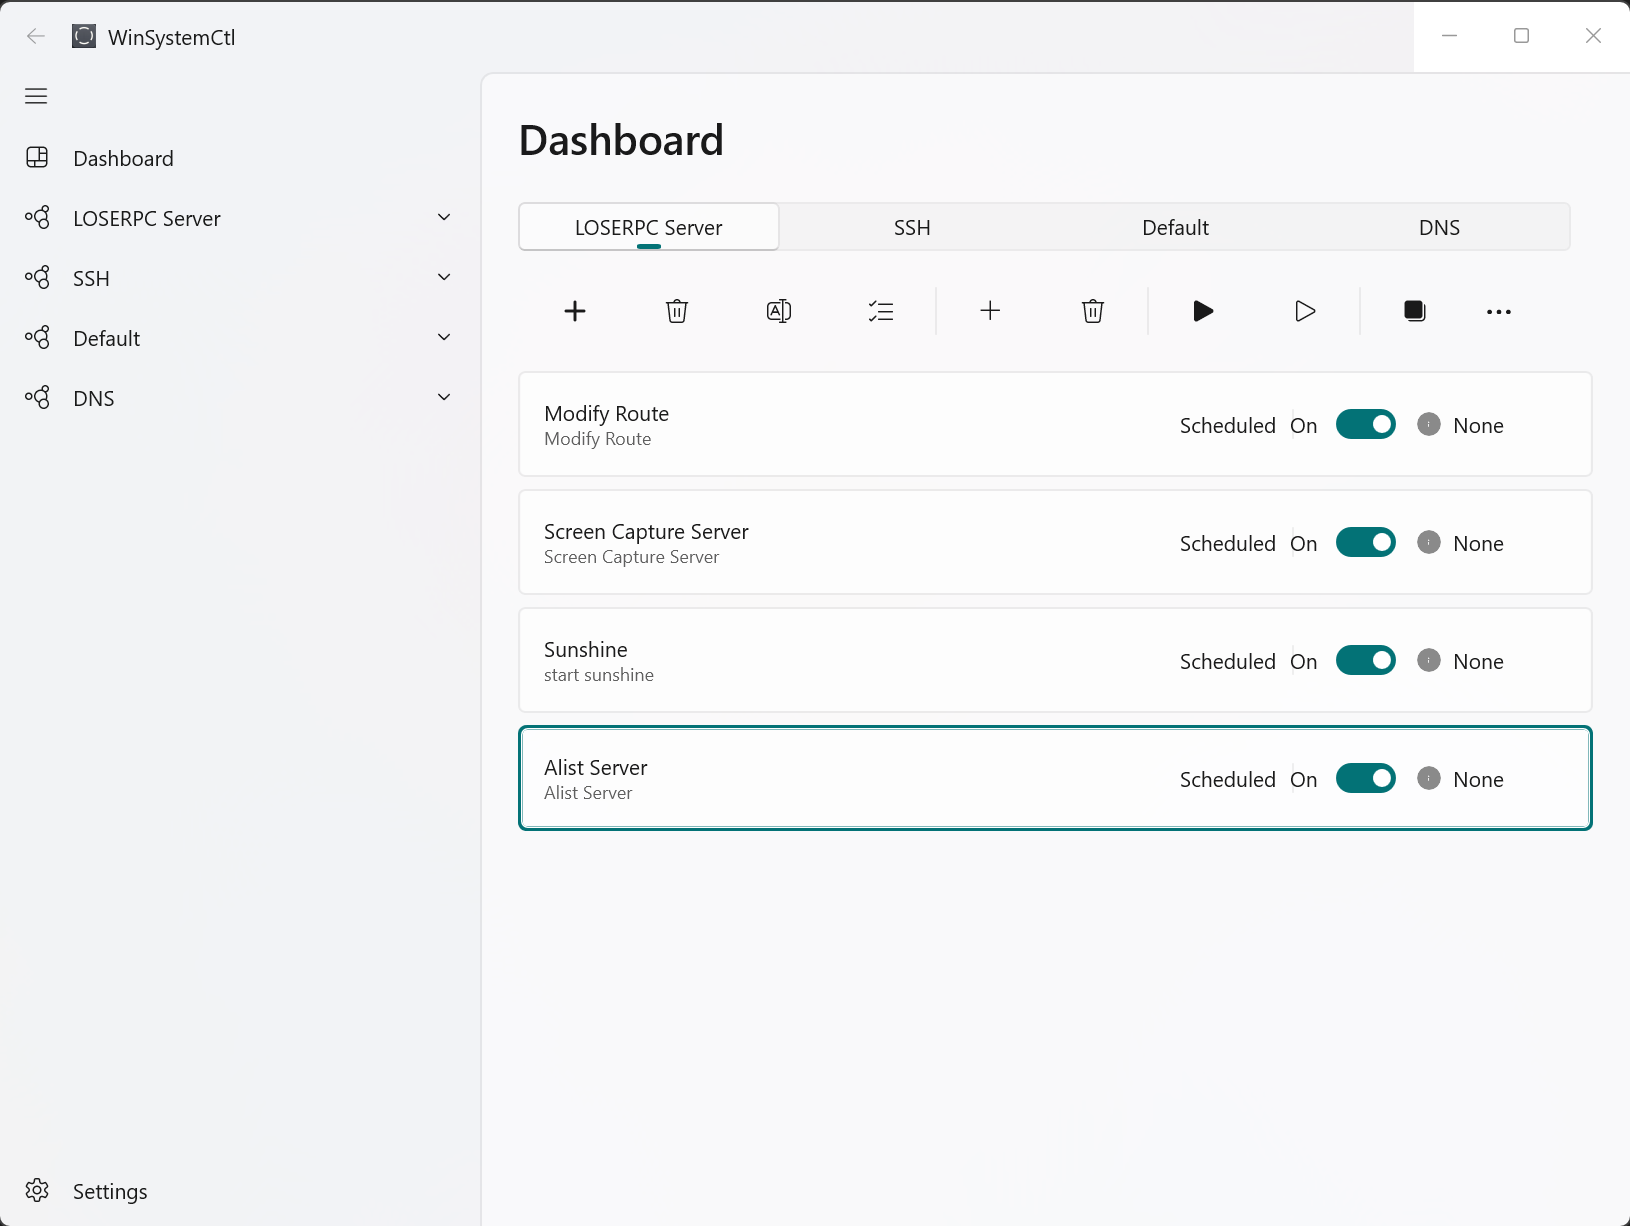 WinSystemCtl
Dashboard
LOSERPC Server
SSH
Default
DNS
Settings
Dashboard
LOSERPC Server SSH Default DNS
Modify Route
Modify Route
Scheduled On None
Screen Capture Server
Screen Capture Server
Scheduled On None
Sunshine
start sunshine
Scheduled On None
Alist Server
Alist Server
Scheduled On None